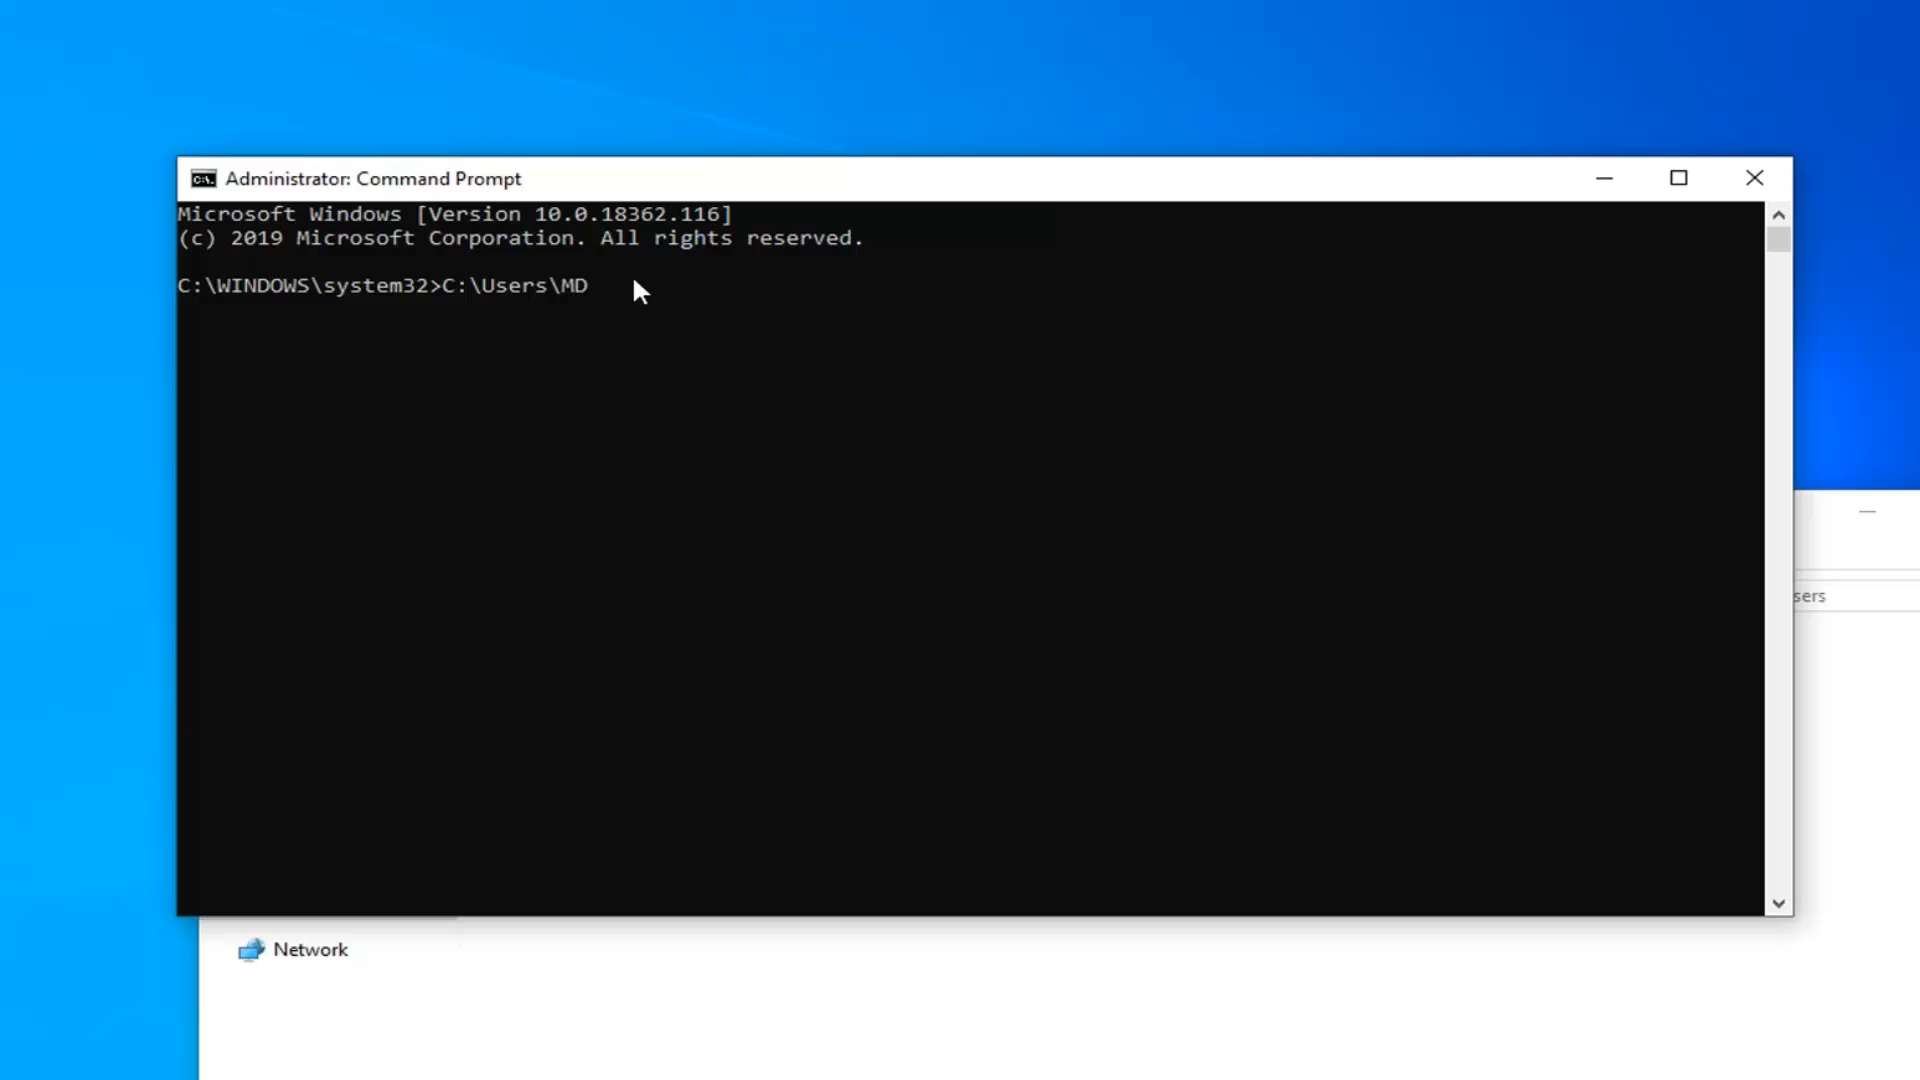 Administrator: Command Prompt
Microsoft Windows [Version 10.0.18362.116]
(c) 2019 Microsoft Corporation. All rights reserved.
C:\WINDOWS\system32>C:\Users\MD
sers
Network